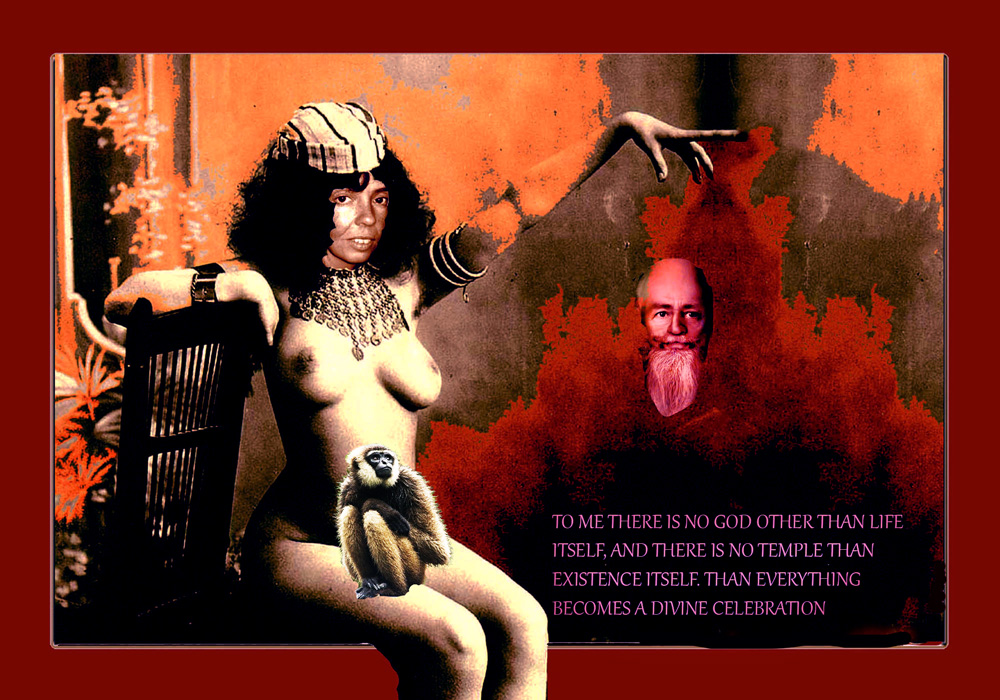 TO ME THERE IS NO GOD OTHER THAN LIFE
ITSELF, AND THERE IS NO TEMPLE THAN
EXISTENCE ITSELF. THAN EVERYTHING
BECOMES A DIVINE CELEBRATION